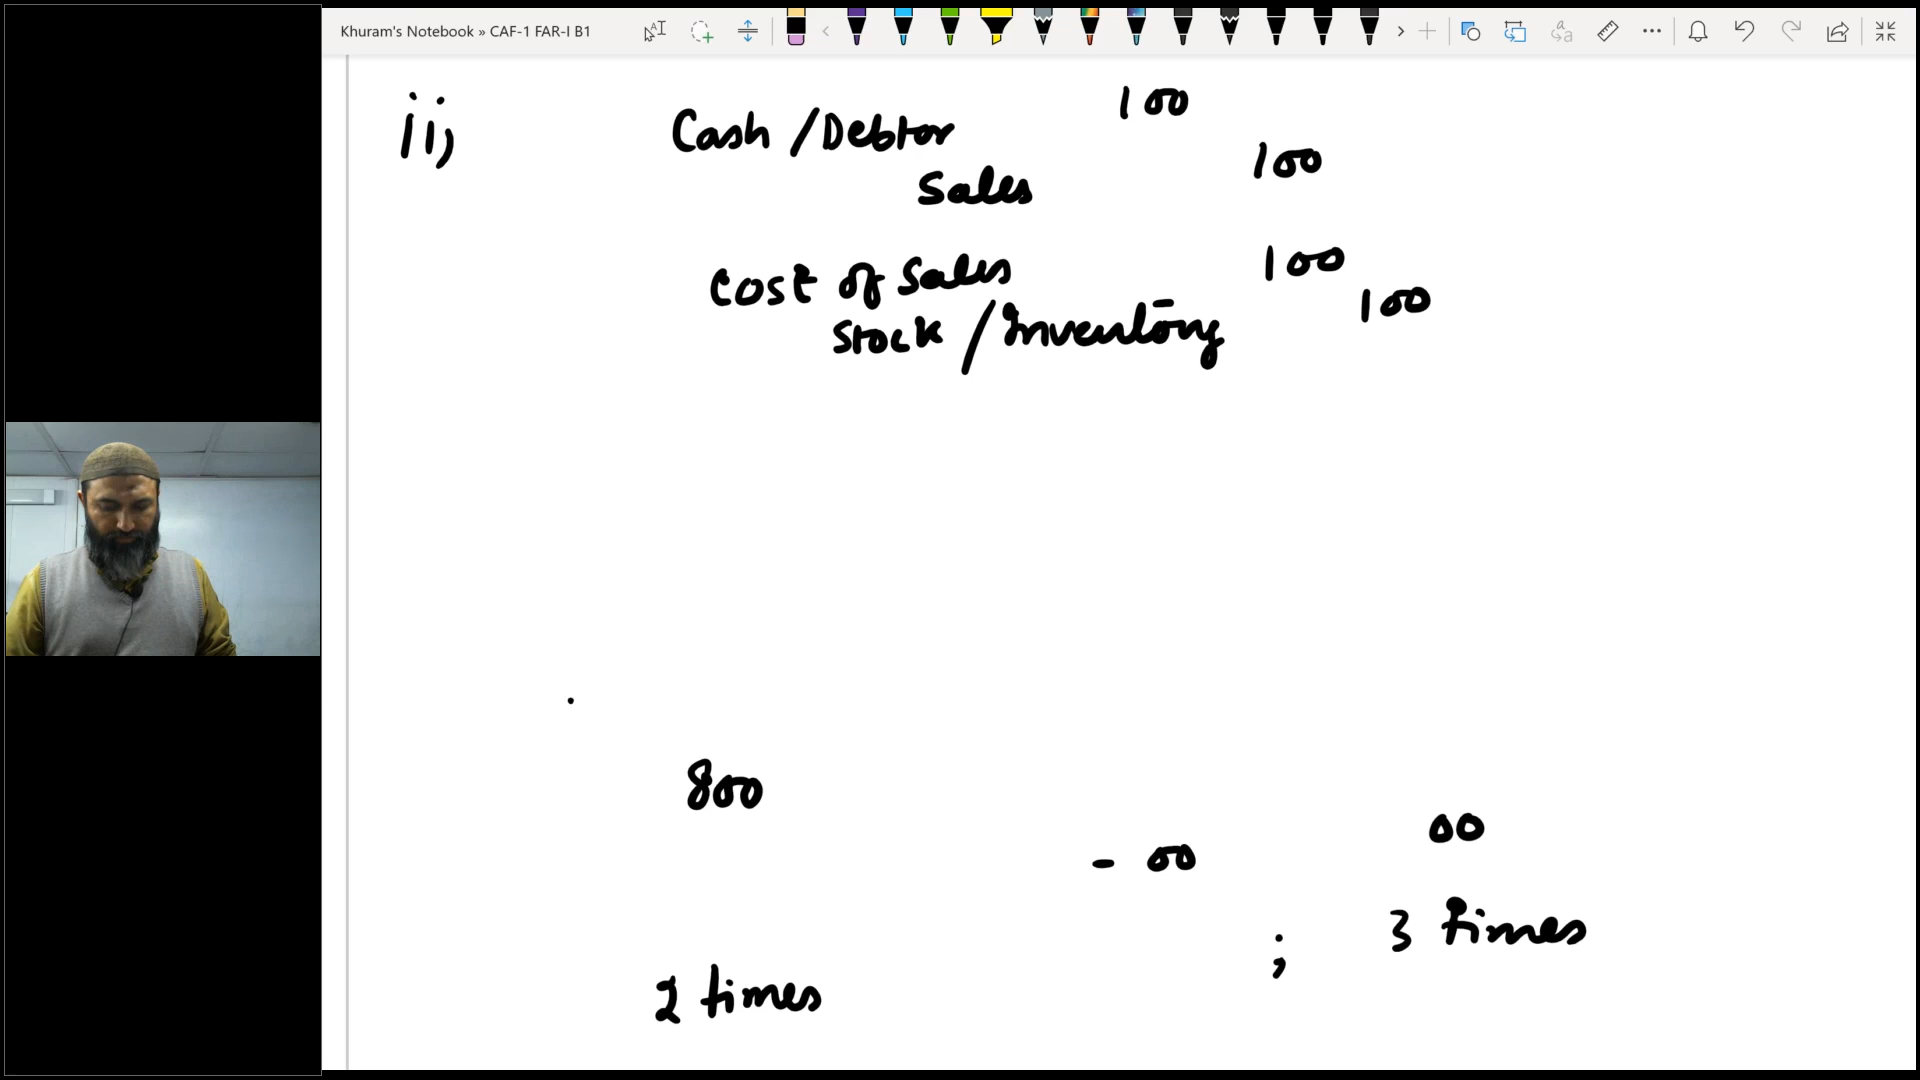 Khuram's Notebook » CAF-1 FAR-I B1
ii,
Cash / Debtor 100
Sales 100
Cost of Sales 100
Stock / Inventory 100
800
00
- 00
3 times
;
2 times